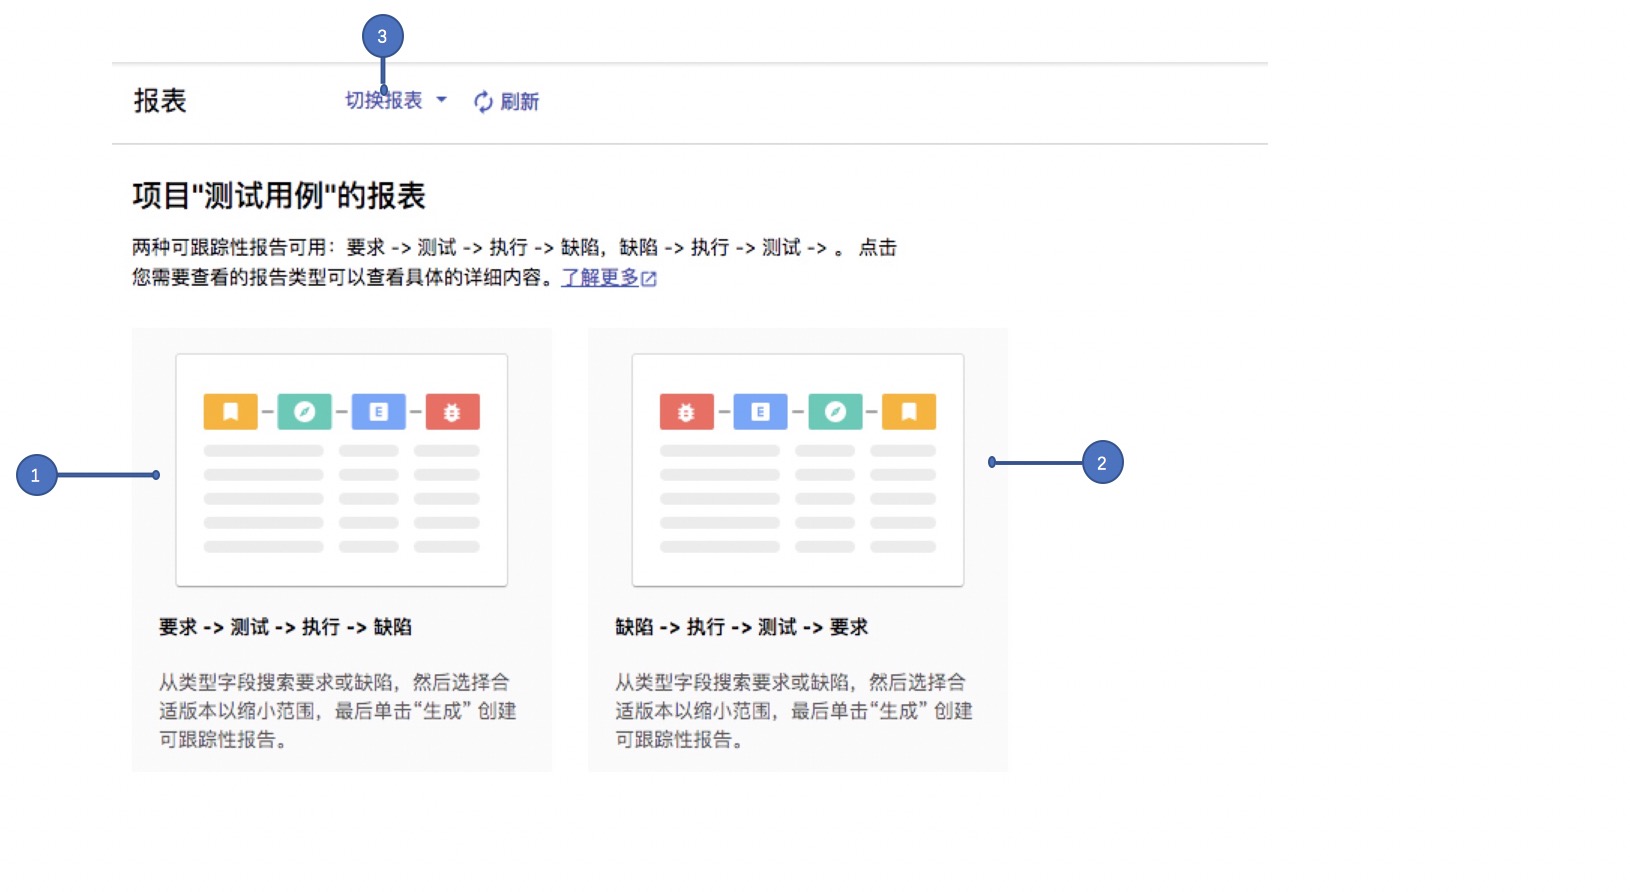 3
报表 切换报表 刷新
项目"测试用例"的报表
两种可跟踪性报告可用：要求 -> 测试 -> 执行 -> 缺陷，缺陷 -> 执行 -> 测试 -> 。 点击
您需要查看的报告类型可以查看具体的详细内容。了解更多
E
E
1
2
要求 -> 测试 -> 执行 -> 缺陷
从类型字段搜索要求或缺陷，然后选择合
适版本以缩小范围，最后单击“生成” 创建
可跟踪性报告。
缺陷 -> 执行 -> 测试 -> 要求
从类型字段搜索要求或缺陷，然后选择合
适版本以缩小范围，最后单击“生成” 创建
可跟踪性报告。